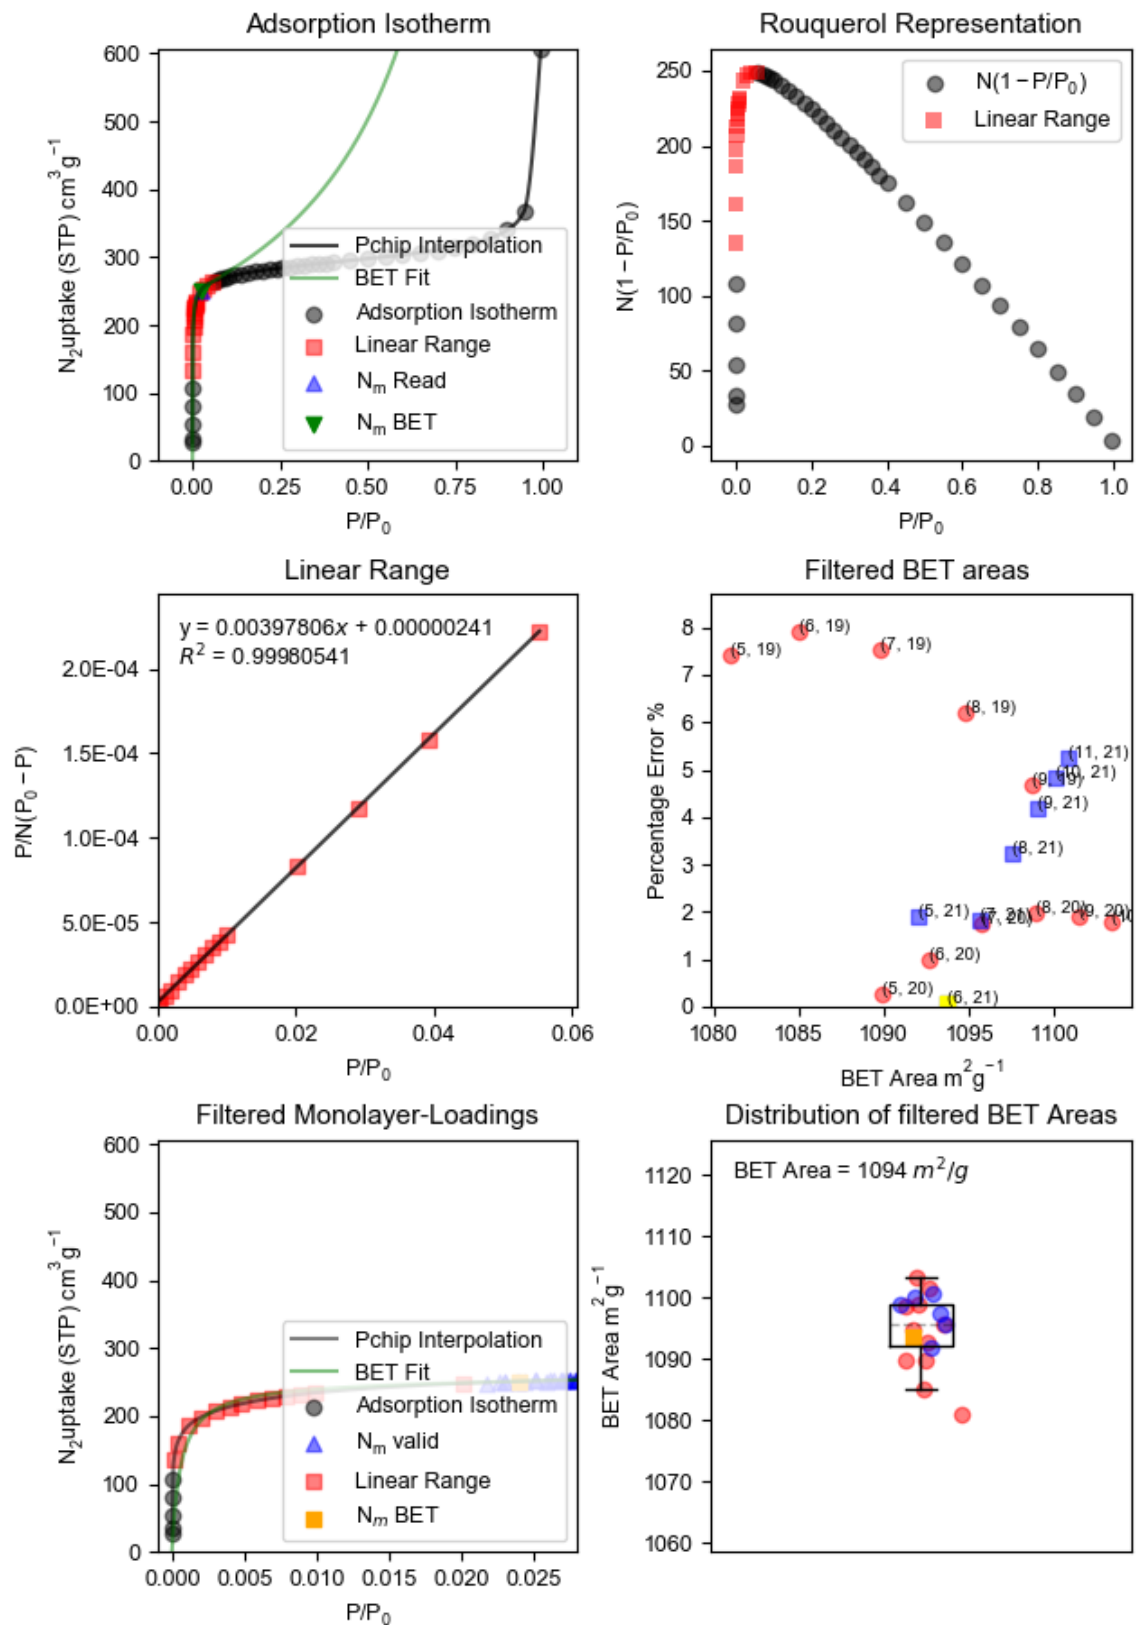 Adsorption Isotherm
600
500
400
300
200
100
0
N₂uptake (STP) cm³g⁻¹
Pchip Interpolation
BET Fit
Adsorption Isotherm
Linear Range
Nₘ Read
Nₘ BET
0.00 0.25 0.50 0.75 1.00
P/P₀
Rouquerol Representation
250
200
150
100
50
0
N(1−P/P₀)
N(1−P/P₀)
Linear Range
0.0 0.2 0.4 0.6 0.8 1.0
P/P₀
Linear Range
y = 0.00397806x + 0.00000241
R² = 0.99980541
2.0E-04
1.5E-04
1.0E-04
5.0E-05
0.0E+00
P/N(P₀−P)
0.00 0.02 0.04 0.06
P/P₀
Filtered BET areas
8
7
6
5
4
3
2
1
0
Percentage Error %
(5, 19)
(6, 19)
(7, 19)
(8, 19)
(9, 19)
(11, 21)
(10, 21)
(9, 21)
(8, 21)
(5, 21)
(7, 21)
(7, 20)
(8, 20)
(9, 20)
(10
(6, 20)
(5, 20)
(6, 21)
1080 1085 1090 1095 1100
BET Area m²g⁻¹
Filtered Monolayer-Loadings
600
500
400
300
200
100
0
N₂uptake (STP) cm³g⁻¹
Pchip Interpolation
BET Fit
Adsorption Isotherm
Nₘ valid
Linear Range
Nₘ BET
0.000 0.005 0.010 0.015 0.020 0.025
P/P₀
Distribution of filtered BET Areas
BET Area = 1094 m²/g
1120
1110
1100
1090
1080
1070
1060
BET Area m²g⁻¹